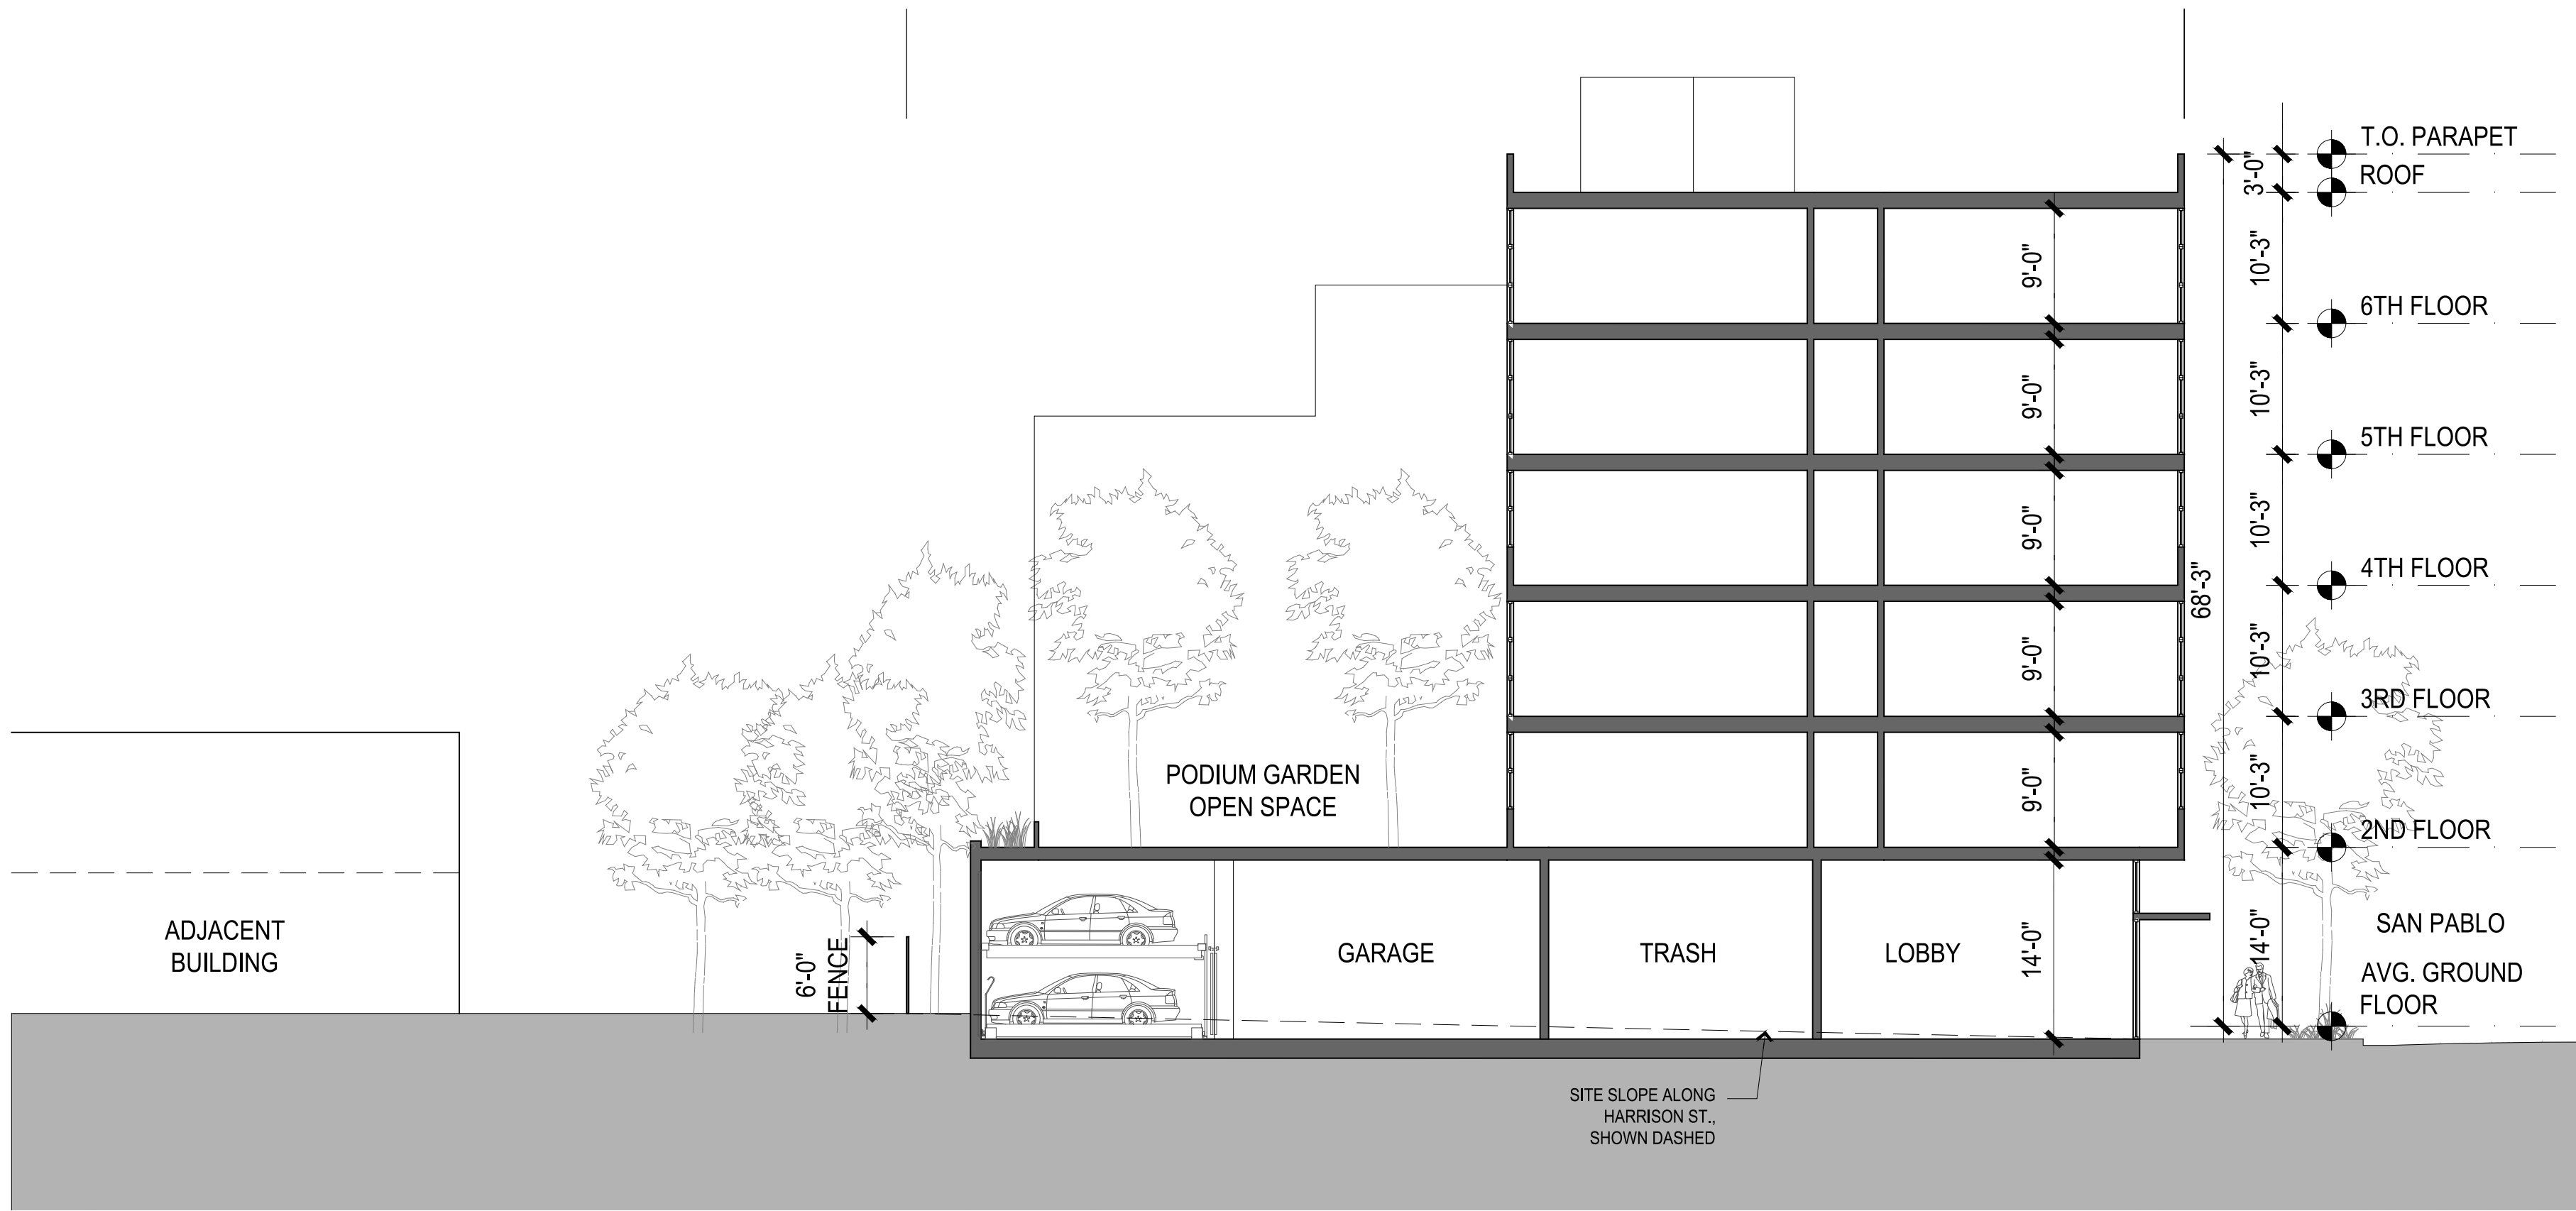 T.O. PARAPET
3'-0"
ROOF
9'-0"
10'-3"
6TH FLOOR
9'-0"
10'-3"
5TH FLOOR
9'-0"
10'-3"
4TH FLOOR
68'-3"
9'-0"
10'-3"
3RD FLOOR
PODIUM GARDEN
OPEN SPACE
9'-0"
10'-3"
2ND FLOOR
ADJACENT
BUILDING
6'-0"
FENCE
GARAGE
TRASH
LOBBY
14'-0"
14'-0"
SAN PABLO
AVG. GROUND
FLOOR
SITE SLOPE ALONG
HARRISON ST.,
SHOWN DASHED